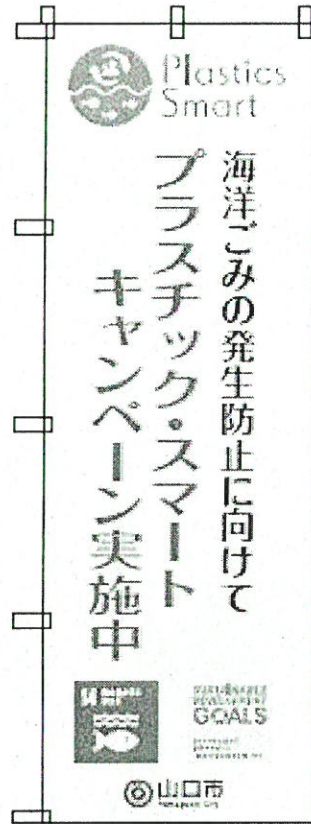 Plastics
Smart
海洋ごみの発生防止に向けて
プラスチック・スマート
キャンペーン実施中
GOALS
山口市